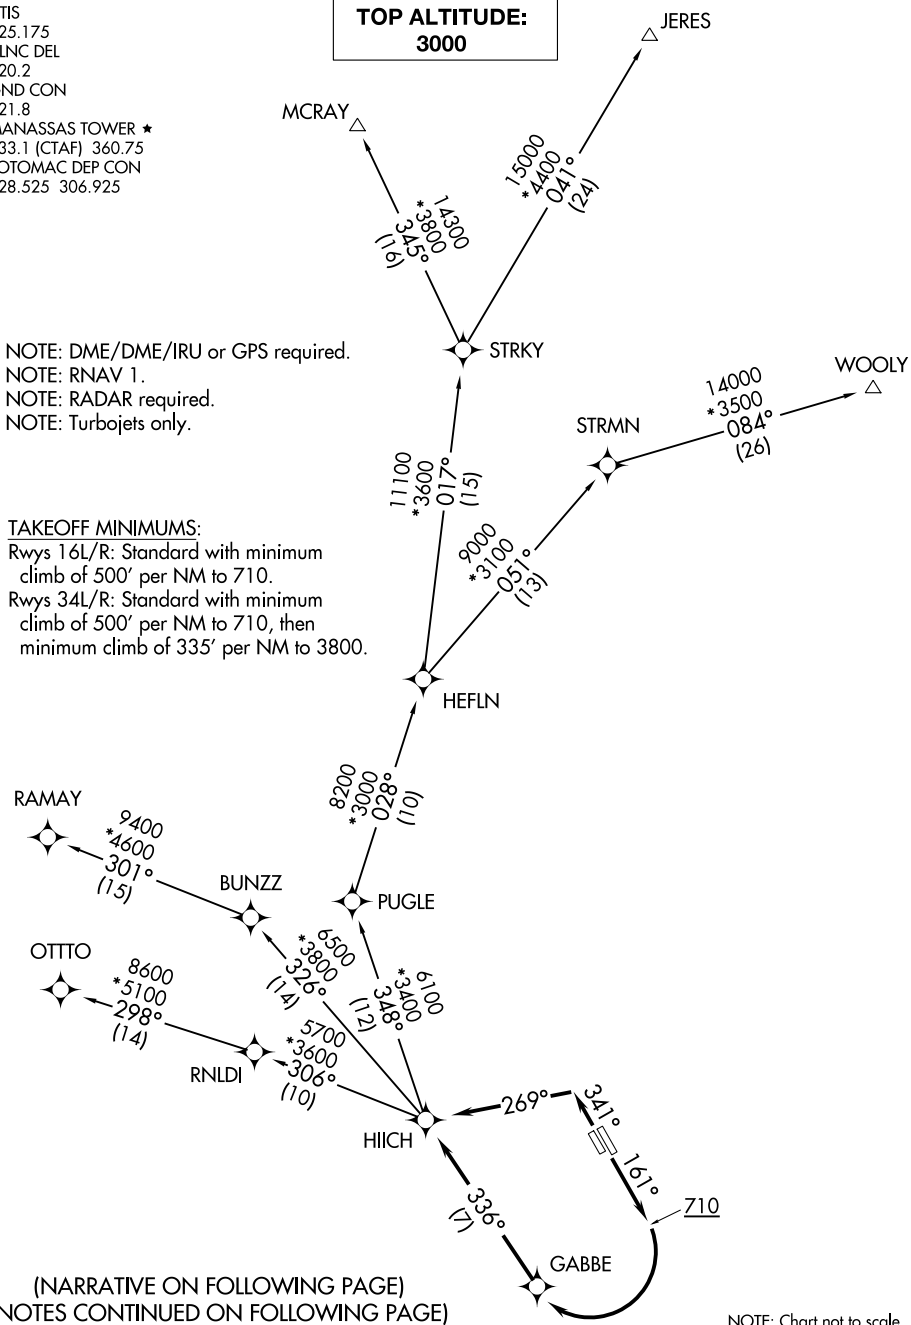 TIS
25.175
LNC DEL
20.2
ND CON
21.8
MANASSAS TOWER ★
33.1 (CTAF) 360.75
OTOMAC DEP CON
28.525 306.925
TOP ALTITUDE:
3000
JERES
MCRAY
15000
*4400
041°
(24)
14300
*3800
345°
(16)
NOTE: DME/DME/IRU or GPS required.
NOTE: RNAV 1.
NOTE: RADAR required.
NOTE: Turbojets only.
STRKY
WOOLY
14000
*3500
084°
(26)
STRMN
11100
*3600
017°
(15)
9000
*3100
051°
(13)
TAKEOFF MINIMUMS:
Rwys 16L/R: Standard with minimum
climb of 500' per NM to 710.
Rwys 34L/R: Standard with minimum
climb of 500' per NM to 710, then
minimum climb of 335' per NM to 3800.
HEFLN
8200
*3000
028°
(10)
RAMAY
9400
*4600
301°
(15)
BUNZZ
PUGLE
OTTTO
8600
*5100
298°
(14)
6500
*3800
326°
(14)
6100
*3400
348°
(12)
RNLDI
5700
*3600
306°
(10)
HIICH
269°
341°
161°
710
336°
(7)
GABBE
(NARRATIVE ON FOLLOWING PAGE)
NOTES CONTINUED ON FOLLOWING PAGE)
NOTE: Chart not to scale